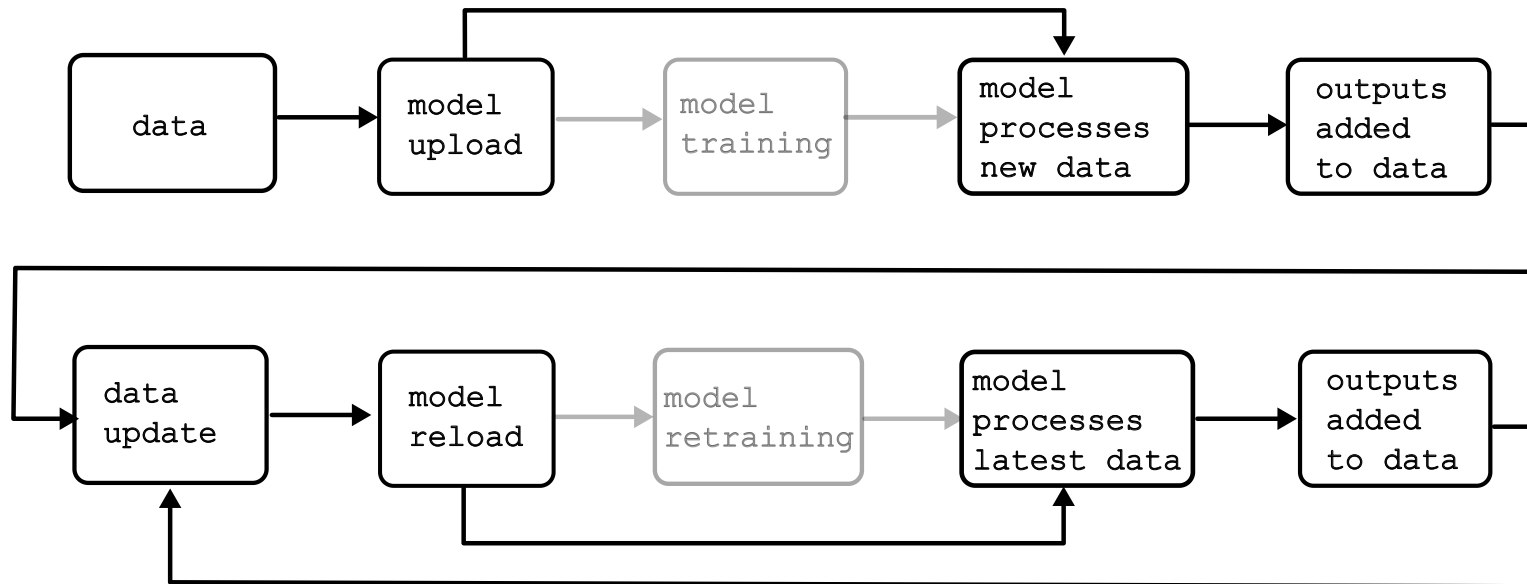 data
model
upload
model
training
model
processes
new data
outputs
added
to data
data
update
model
reload
model
retraining
model
processes
latest data
outputs
added
to data